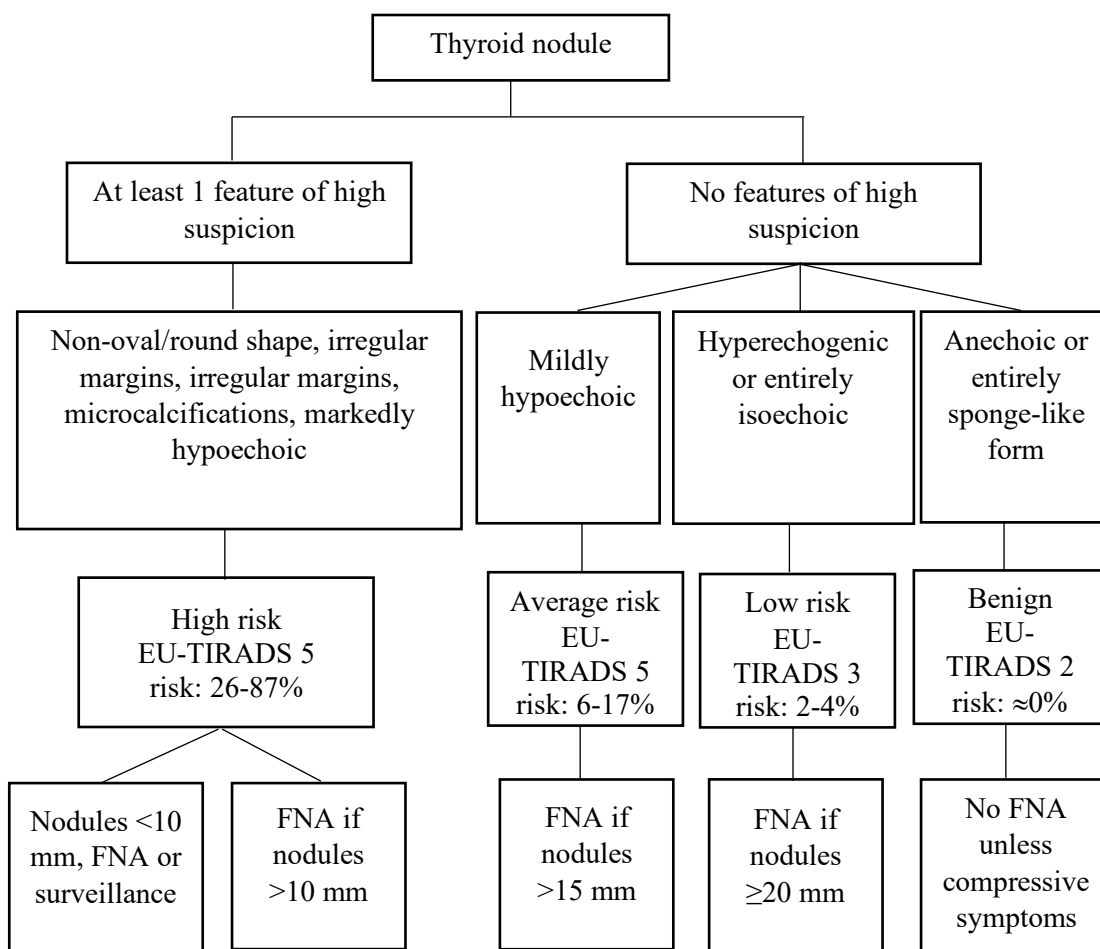 Thyroid nodule
At least 1 feature of high
suspicion
No features of high
suspicion
Non-oval/round shape, irregular
margins, irregular margins,
microcalcifications, markedly
hypoechoic
Mildly
hypoechoic
Hyperechogenic
or entirely
isoechoic
Anechoic or
entirely
sponge-like
form
High risk
EU-TIRADS 5
risk: 26-87%
Average risk
EU-
TIRADS 5
risk: 6-17%
Low risk
EU-
TIRADS 3
risk: 2-4%
Benign
EU-
TIRADS 2
risk: ≈0%
Nodules <10
mm, FNA or
surveillance
FNA if
nodules
>10 mm
FNA if
nodules
>15 mm
FNA if
nodules
≥20 mm
No FNA
unless
compressive
symptoms